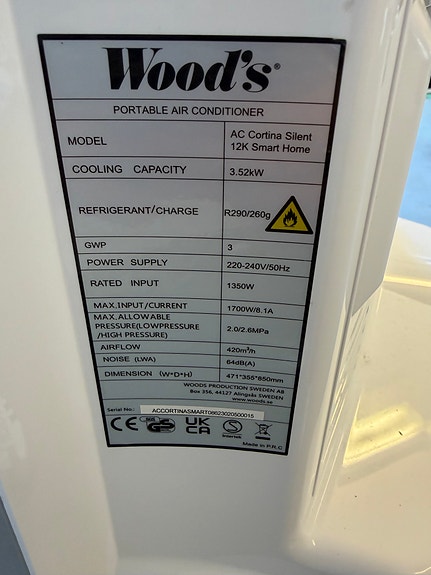 Wood's®
PORTABLE AIR CONDITIONER
MODEL AC Cortina Silent
12K Smart Home
COOLING CAPACITY 3.52kW
REFRIGERANT/CHARGE R290/260g
GWP 3
POWER SUPPLY 220-240V/50Hz
RATED INPUT 1350W
MAX.INPUT/CURRENT 1700W/8.1A
MAX.ALLOWABLE
PRESSURE(LOWPRESSURE 2.0/2.6MPa
/HIGH PRESSURE)
AIRFLOW 420m³/h
NOISE (LWA) 64dB(A)
DIMENSION (W*D*H) 471*355*850mm
WOODS PRODUCTION SWEDEN AB
Box 356, 44127 Alingsås SWEDEN
www.woods.se
Serial No.: ACCORTINASMART08623020500015
CE GS UK
CA Intertek
Made in P.R.C